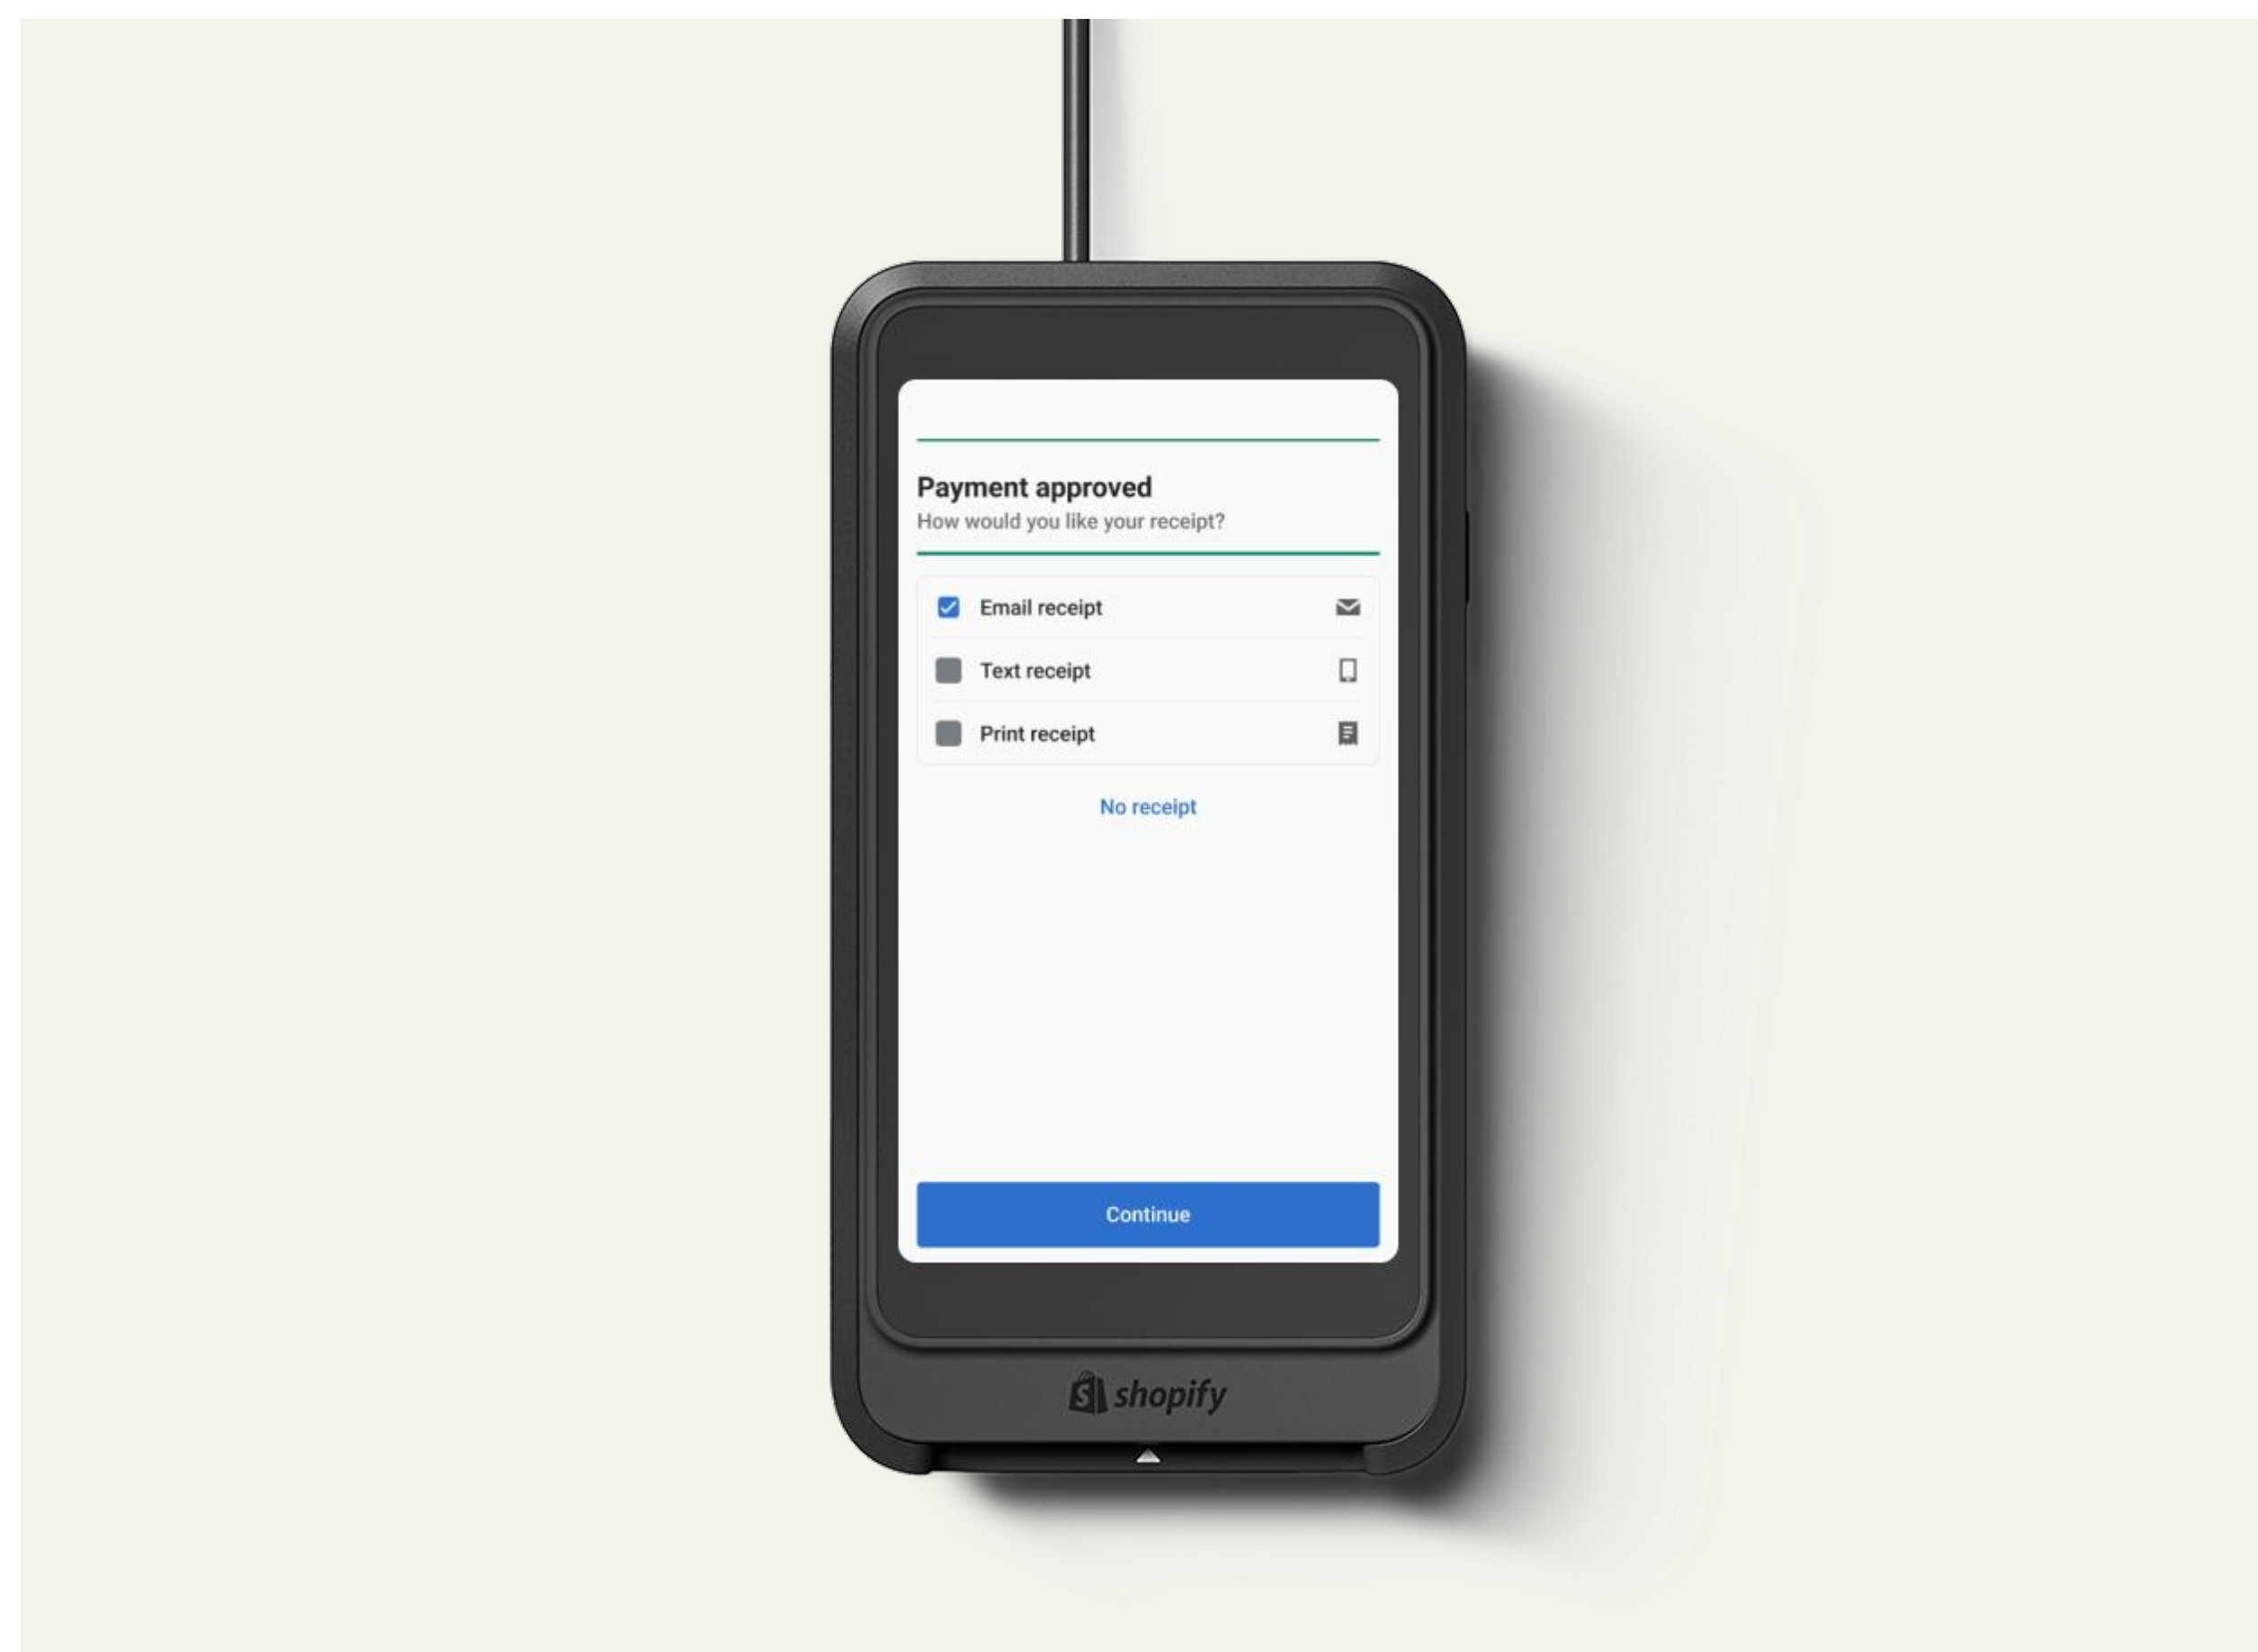 Payment approved
How would you like your receipt?
Email receipt
Text receipt
Print receipt
No receipt
Continue
shopify